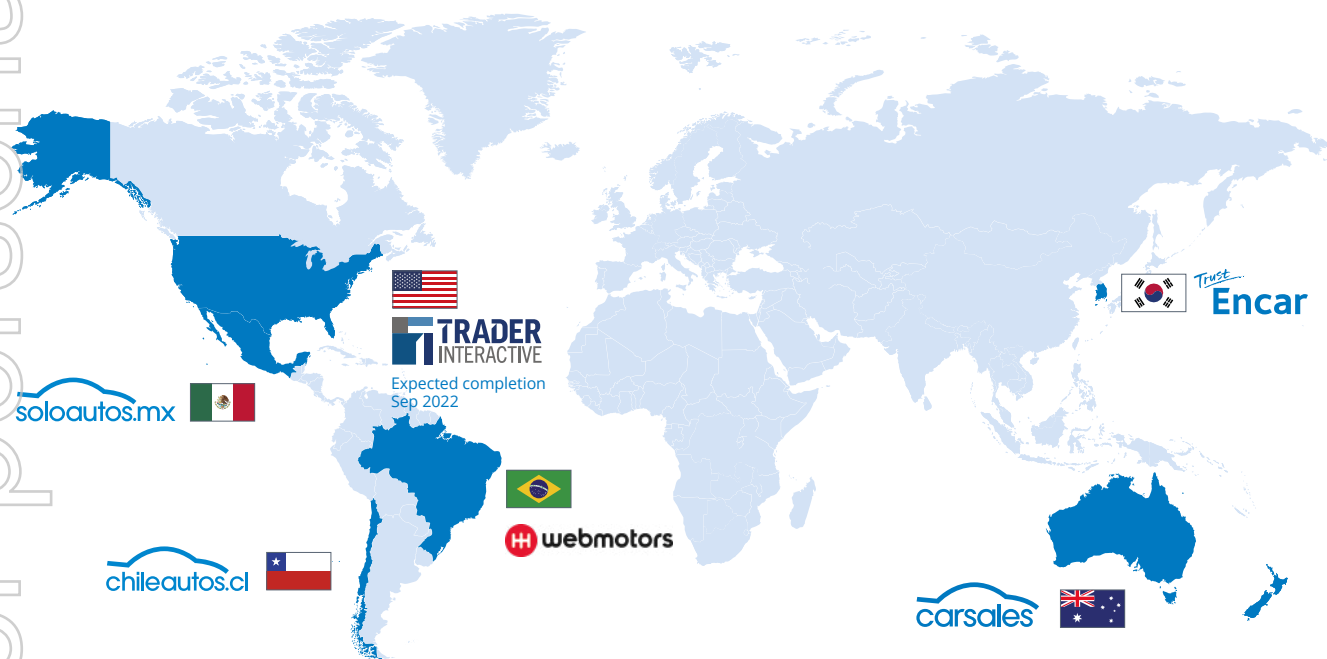 TRADER
INTERACTIVE
Expected completion
Sep 2022
Trust
Encar
soloautos.mx
webmotors
chileautos.cl
carsales